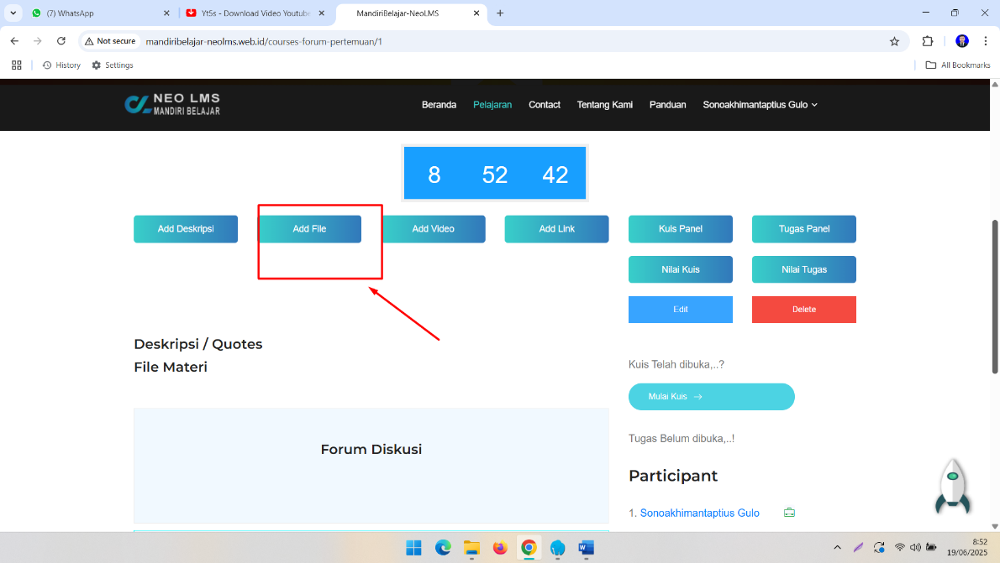 (7) WhatsApp
Yt5s - Download Video Youtube
MandiriBelajar-NeoLMS
Not secure
mandiribelajar-neolms.web.id/courses-forum-pertemuan/1
History
Settings
All Bookmarks
NEO LMS
MANDIRI BELAJAR
Beranda
Pelajaran
Contact
Tentang Kami
Panduan
Sonoakhimantaptius Gulo
8 52 42
Add Deskripsi
Add File
Add Video
Add Link
Kuis Panel
Tugas Panel
Nilai Kuis
Nilai Tugas
Edit
Delete
Deskripsi / Quotes
File Materi
Kuis Telah dibuka,..?
Mulai Kuis →
Forum Diskusi
Tugas Belum dibuka,..!
Participant
1. Sonoakhimantaptius Gulo
8:52
19/06/2025